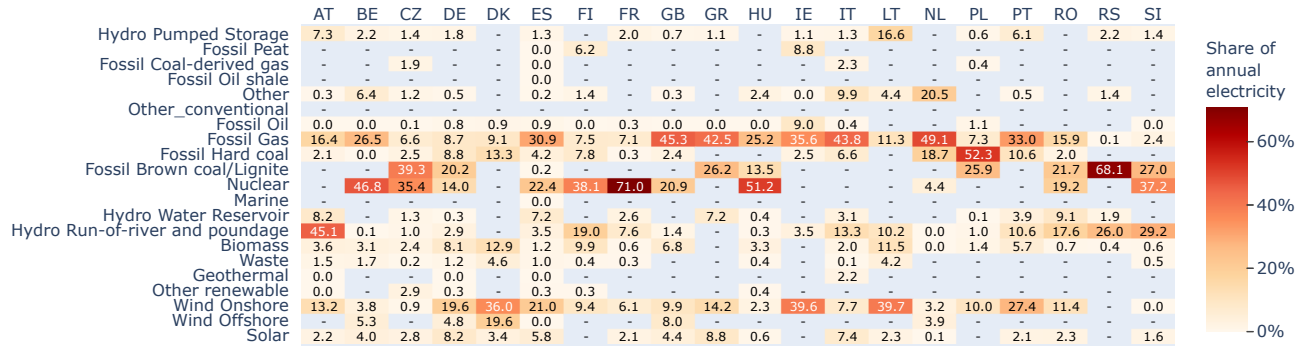 AT BE CZ DE DK ES FI FR GB GR HU IE IT LT NL PL PT RO RS SI
Hydro Pumped Storage 7.3 2.2 1.4 1.8 - 1.3 - 2.0 0.7 1.1 - 1.1 1.3 16.6 - 0.6 6.1 - 2.2 1.4
Fossil Peat - - - - - 0.0 6.2 - - - - 8.8 - - - - - - - -
Fossil Coal-derived gas - - 1.9 - - 0.0 - - - - - - 2.3 - - 0.4 - - - -
Fossil Oil shale - - - - - 0.0 - - - - - - - - - - - - - -
Other 0.3 6.4 1.2 0.5 - 0.2 1.4 - 0.3 - 2.4 0.0 9.9 4.4 20.5 - 0.5 - 1.4 -
Other_conventional - - - - - - - - - - - - - - - - - - - -
Fossil Oil 0.0 0.0 0.1 0.8 0.9 0.9 0.0 0.3 0.0 0.0 0.0 9.0 0.4 - - 1.1 - - - 0.0
Fossil Gas 16.4 26.5 6.6 8.7 9.1 30.9 7.5 7.1 45.3 42.5 25.2 35.6 43.8 11.3 49.1 7.3 33.0 15.9 0.1 2.4
Fossil Hard coal 2.1 0.0 2.5 8.8 13.3 4.2 7.8 0.3 2.4 - - 2.5 6.6 - 18.7 52.3 10.6 2.0 - -
Fossil Brown coal/Lignite - - 39.3 20.2 - 0.2 - - - 26.2 13.5 - - - - 25.9 - 21.7 68.1 27.0
Nuclear - 46.8 35.4 14.0 - 22.4 38.1 71.0 20.9 - 51.2 - - - 4.4 - - 19.2 - 37.2
Marine - - - - - 0.0 - - - - - - - - - - - - - -
Hydro Water Reservoir 8.2 - 1.3 0.3 - 7.2 - 2.6 - 7.2 0.4 - 3.1 - - 0.1 3.9 9.1 1.9 -
Hydro Run-of-river and poundage 45.1 0.1 1.0 2.9 - 3.5 19.0 7.6 1.4 - 0.3 3.5 13.3 10.2 0.0 1.0 10.6 17.6 26.0 29.2
Biomass 3.6 3.1 2.4 8.1 12.9 1.2 9.9 0.6 6.8 - 3.3 - 2.0 11.5 0.0 1.4 5.7 0.7 0.4 0.6
Waste 1.5 1.7 0.2 1.2 4.6 1.0 0.4 0.3 - - 0.4 - 0.1 4.2 - - - - - 0.5
Geothermal 0.0 - - 0.0 - 0.0 - - - - - - 2.2 - - - - - - -
Other renewable 0.0 - 2.9 0.3 - 0.3 0.3 - - - 0.4 - - - - - - - - -
Wind Onshore 13.2 3.8 0.9 19.6 36.0 21.0 9.4 6.1 9.9 14.2 2.3 39.6 7.7 39.7 3.2 10.0 27.4 11.4 - 0.0
Wind Offshore - 5.3 - 4.8 19.6 0.0 - - 8.0 - - - - - 3.9 - - - - -
Solar 2.2 4.0 2.8 8.2 3.4 5.8 - 2.1 4.4 8.8 0.6 - 7.4 2.3 0.1 - 2.1 2.3 - 1.6
Share of
annual
electricity
60%
40%
20%
0%